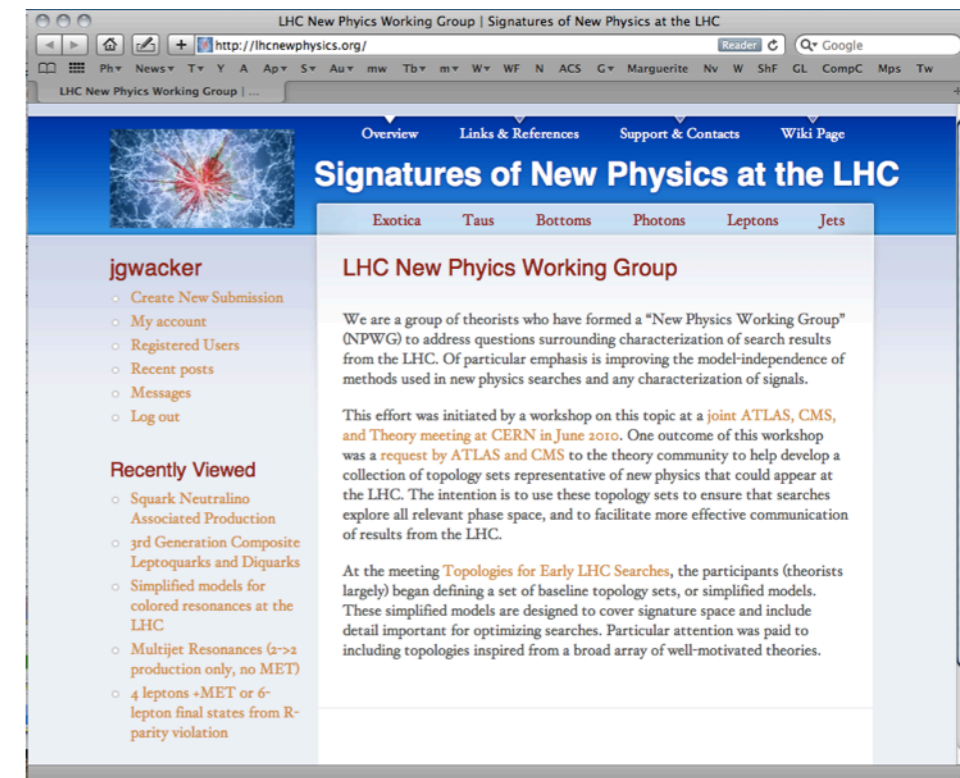 LHC New Phyics Working Group | Signatures of New Physics at the LHC
http://lhcnewphysics.org/
Reader
Google
Ph News T Y A Ap S Au mw Tb m W WF N ACS G Marguerite Nv W ShF GL CompC Mps Tw
LHC New Phyics Working Group | ...
Overview Links & References Support & Contacts Wiki Page
Signatures of New Physics at the LHC
Exotica Taus Bottoms Photons Leptons Jets
jgwacker
Create New Submission
My account
Registered Users
Recent posts
Messages
Log out
Recently Viewed
Squark Neutralino
Associated Production
3rd Generation Composite
Leptoquarks and Diquarks
Simplified models for
colored resonances at the
LHC
Multijet Resonances (2->2
production only, no MET)
4 leptons +MET or 6-
lepton final states from R-
parity violation
LHC New Phyics Working Group
We are a group of theorists who have formed a “New Physics Working Group”
(NPWG) to address questions surrounding characterization of search results
from the LHC. Of particular emphasis is improving the model-independence of
methods used in new physics searches and any characterization of signals.
This effort was initiated by a workshop on this topic at a joint ATLAS, CMS,
and Theory meeting at CERN in June 2010. One outcome of this workshop
was a request by ATLAS and CMS to the theory community to help develop a
collection of topology sets representative of new physics that could appear at
the LHC. The intention is to use these topology sets to ensure that searches
explore all relevant phase space, and to facilitate more effective communication
of results from the LHC.
At the meeting Topologies for Early LHC Searches, the participants (theorists
largely) began defining a set of baseline topology sets, or simplified models.
These simplified models are designed to cover signature space and include
detail important for optimizing searches. Particular attention was paid to
including topologies inspired from a broad array of well-motivated theories.